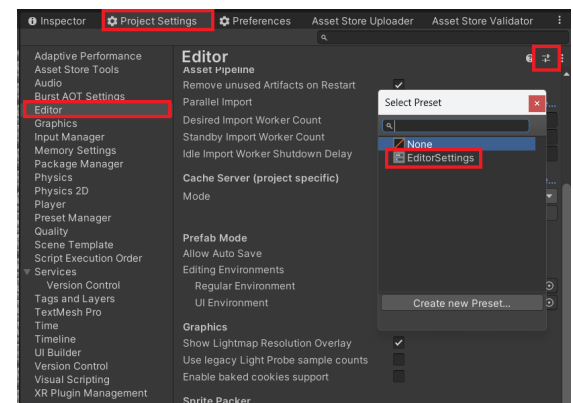 Inspector Project Settings Preferences Asset Store Uploader Asset Store Validator
Adaptive Performance
Asset Store Tools
Audio
Burst AOT Settings
Editor
Graphics
Input Manager
Memory Settings
Package Manager
Physics
Physics 2D
Player
Preset Manager
Quality
Scene Template
Script Execution Order
Services
Version Control
Tags and Layers
TextMesh Pro
Time
Timeline
UI Builder
Version Control
Visual Scripting
XR Plugin Management
Editor
Asset Pipeline
Remove unused Artifacts on Restart
Parallel Import
Desired Import Worker Count
Standby Import Worker Count
Idle Import Worker Shutdown Delay
Cache Server (project specific)
Mode
Prefab Mode
Allow Auto Save
Editing Environments
Regular Environment
UI Environment
Graphics
Show Lightmap Resolution Overlay
Use legacy Light Probe sample counts
Enable baked cookies support
Sprite Packer
Select Preset
None
EditorSettings
Create new Preset...